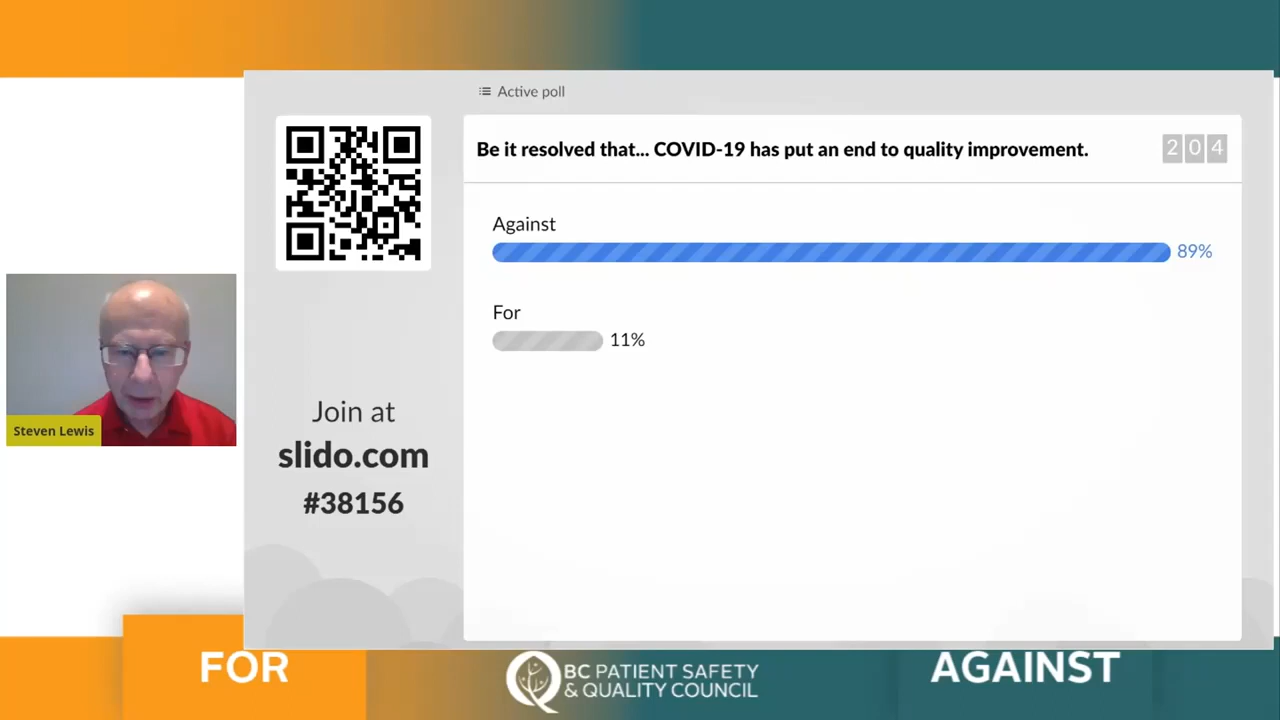 Active poll
Be it resolved that... COVID-19 has put an end to quality improvement.
204
Against
89%
For
11%
Join at
slido.com
#38156
Steven Lewis
FOR
BC PATIENT SAFETY
& QUALITY COUNCIL
AGAINST